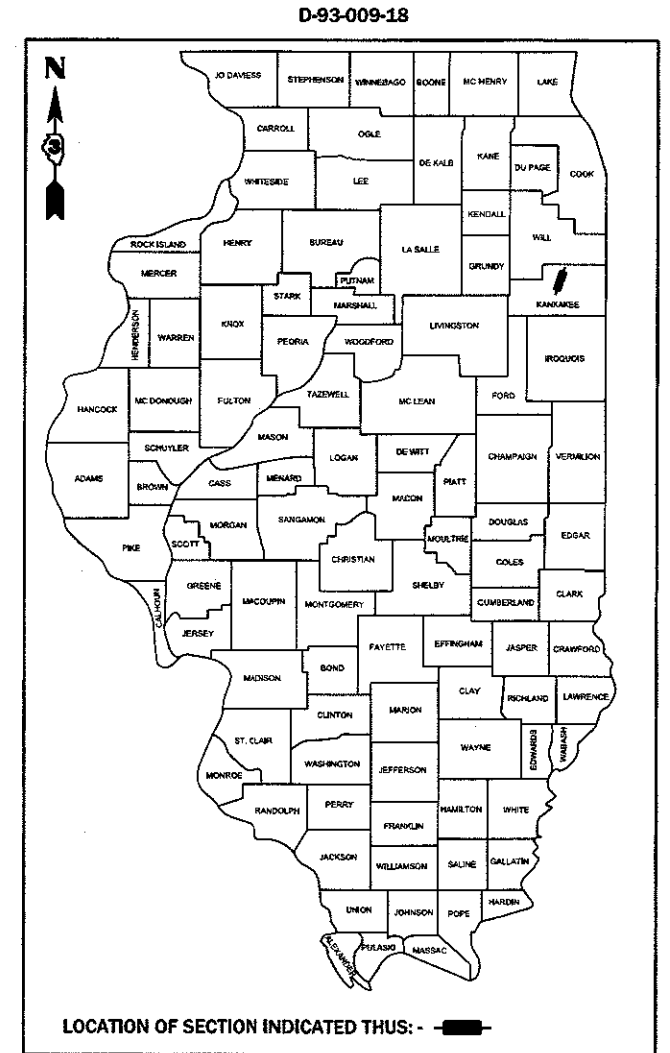 D-93-009-18
N
3
JO DAVIESS STEPHENSON WINNEBAGO BOONE MC HENRY LAKE
CARROLL OGLE
DE KALB KANE DU PAGE COOK
WHITESIDE LEE
KENDALL WILL
ROCK ISLAND HENRY BUREAU LA SALLE GRUNDY
MERCER PUTNAM
STARK MARSHALL KANKAKEE
HENDERSON WARREN KNOX PEORIA WOODFORD LIVINGSTON IROQUOIS
HANCOCK MC DONOUGH FULTON TAZEWELL MC LEAN FORD
MASON
SCHUYLER LOGAN DE WITT CHAMPAIGN VERMILION
ADAMS BROWN CASS MENARD MACON PIATT
PIKE SCOTT MORGAN SANGAMON CHRISTIAN MOULTRIE DOUGLAS EDGAR
COLES
CALHOUN GREENE MACOUPIN MONTGOMERY SHELBY CUMBERLAND CLARK
JERSEY FAYETTE EFFINGHAM JASPER CRAWFORD
MADISON BOND
CLAY RICHLAND LAWRENCE
CLINTON MARION
ST. CLAIR WAYNE EDWARDS WABASH
WASHINGTON JEFFERSON
MONROE
RANDOLPH PERRY HAMILTON WHITE
FRANKLIN
JACKSON WILLIAMSON SALINE GALLATIN
UNION JOHNSON POPE HARDIN
ALEXANDER PULASKI MASSAC
LOCATION OF SECTION INDICATED THUS: -